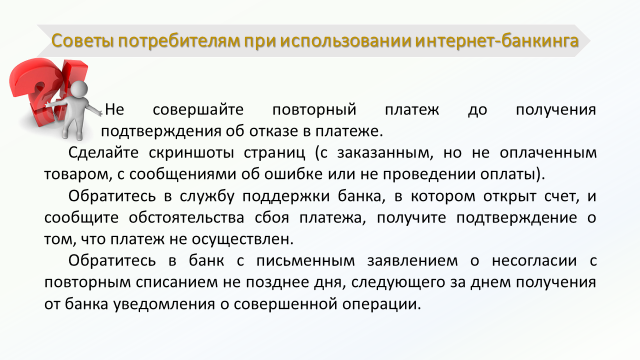 Советы потребителям при использовании интернет-банкинга
?!
Не совершайте повторный платеж до получения
подтверждения об отказе в платеже.
Сделайте скриншоты страниц (с заказанным, но не оплаченным
товаром, с сообщениями об ошибке или не проведении оплаты).
Обратитесь в службу поддержки банка, в котором открыт счет, и
сообщите обстоятельства сбоя платежа, получите подтверждение о
том, что платеж не осуществлен.
Обратитесь в банк с письменным заявлением о несогласии с
повторным списанием не позднее дня, следующего за днем получения
от банка уведомления о совершенной операции.